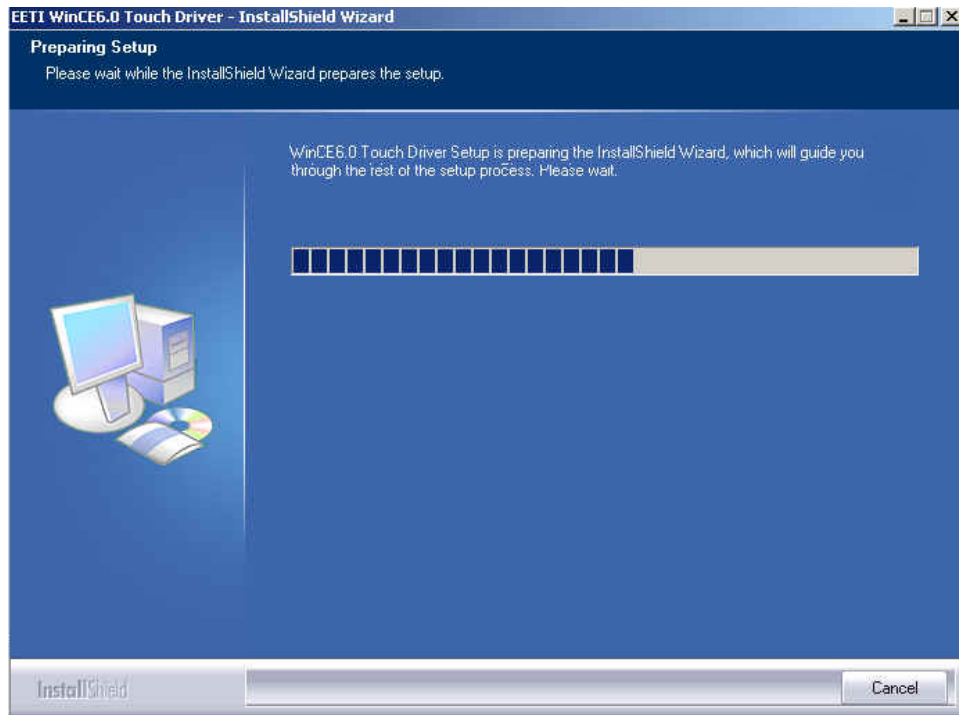 EETI WinCE6.0 Touch Driver - InstallShield Wizard
Preparing Setup
Please wait while the InstallShield Wizard prepares the setup.
WinCE6.0 Touch Driver Setup is preparing the InstallShield Wizard, which will guide you
through the rest of the setup process. Please wait.
InstallShield
Cancel